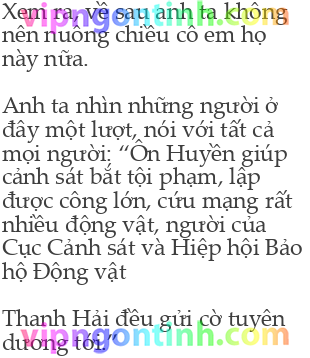 Xem ra, về sau anh ta không
nên nuông chiều cô em họ
này nữa.
Anh ta nhìn những người ở
đây một lượt, nói với tất cả
mọi người: “Ôn Huyền giúp
cảnh sát bắt tội phạm, lập
được công lớn, cứu mạng rất
nhiều động vật, người của
Cục Cảnh sát và Hiệp hội Bảo
hộ Động vật
Thanh Hải đều gửi cờ tuyên
dương tới.”
vipngontinh.com
vipngontinh.com